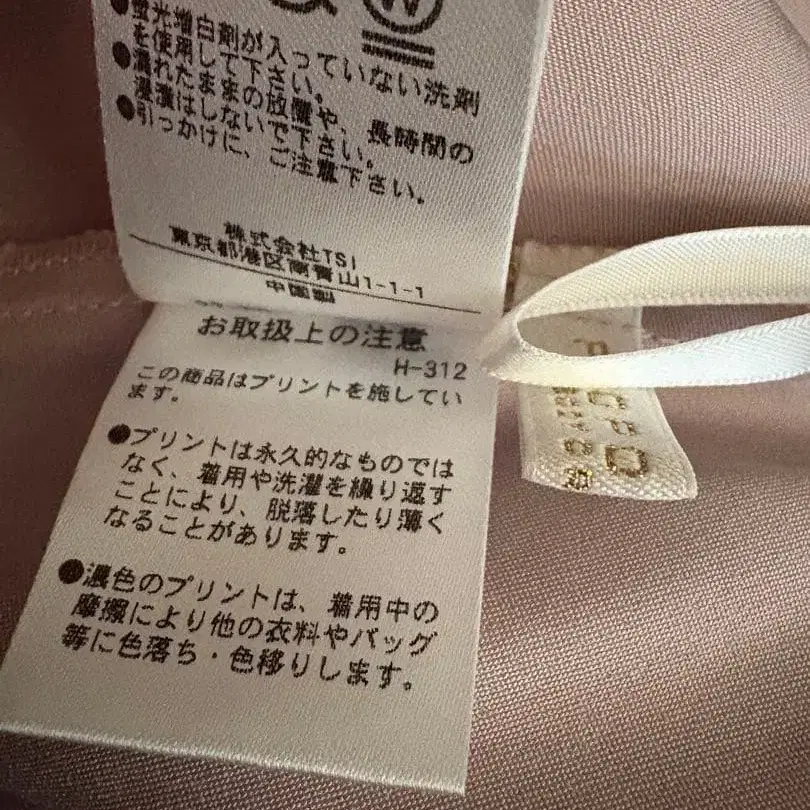 W
●蛍光増白剤が入っていない洗剤
を使用して下さい。
●濡れたままの放置や、長時間の
浸漬はしないで下さい。
●引っかけに、ご注意下さい。
株式会社TSI
東京都港区南青山1-1-1
中国製
お取扱上の注意
H-312
この商品はプリントを施してい
ます。
●プリントは永久的なものでは
なく、着用や洗濯を繰り返す
ことにより、脱落したり薄く
なることがあります。
●濃色のプリントは、着用中の
摩擦により他の衣料やバッグ
等に色落ち・色移りします。